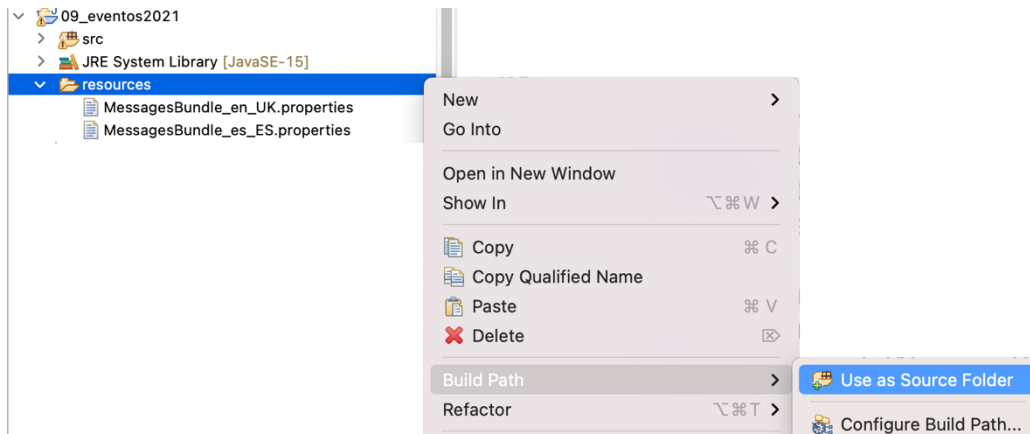 09_eventos2021
src
JRE System Library [JavaSE-15]
resources
MessagesBundle_en_UK.properties
MessagesBundle_es_ES.properties
New
Go Into
Open in New Window
Show In ⌥⌘W
Copy ⌘C
Copy Qualified Name
Paste ⌘V
Delete ⌦
Build Path
Use as Source Folder
Refactor ⌥⌘T
Configure Build Path...